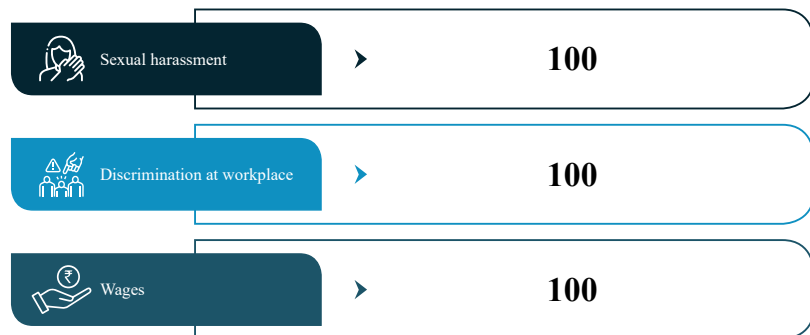 Sexual harassment
100
Discrimination at workplace
100
₹
Wages
100